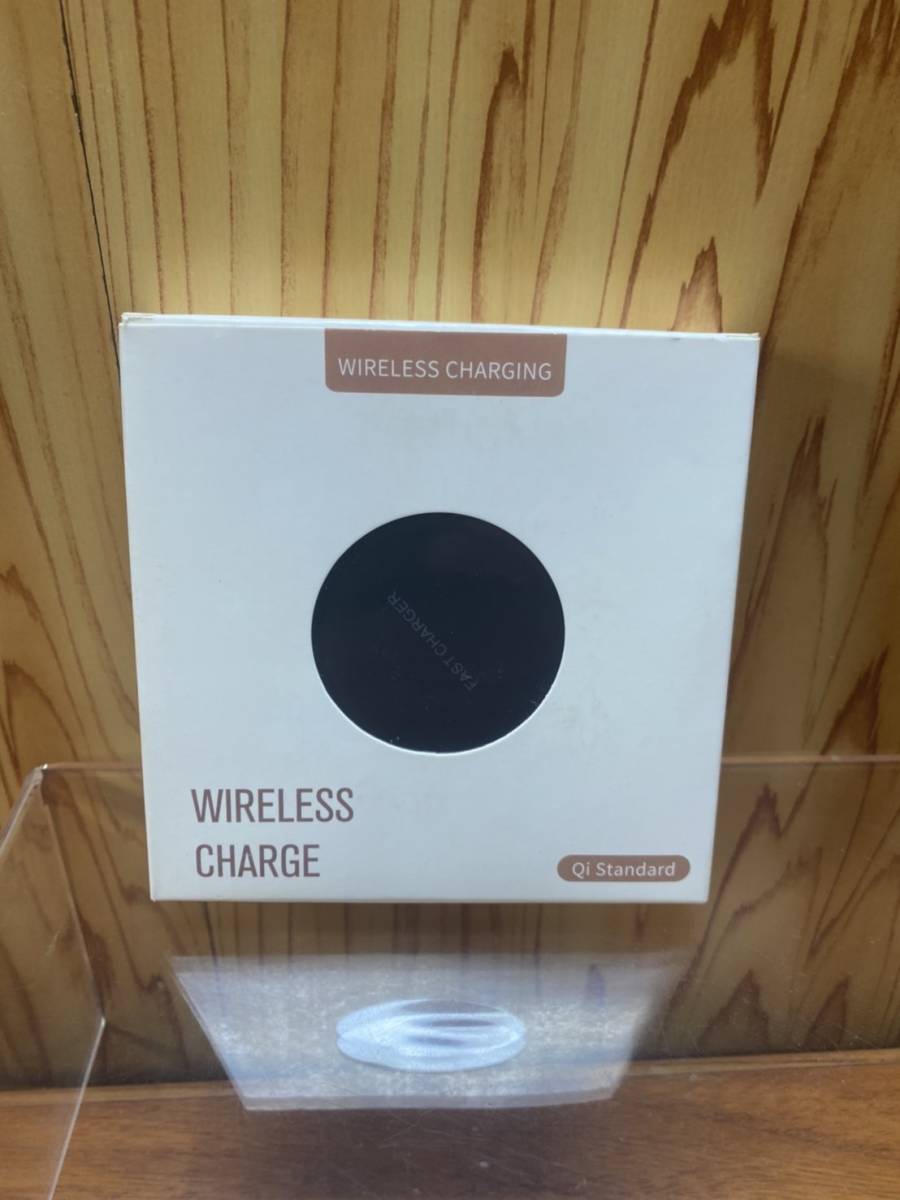 WIRELESS CHARGING
FAST CHARGER
WIRELESS
CHARGE
Qi Standard